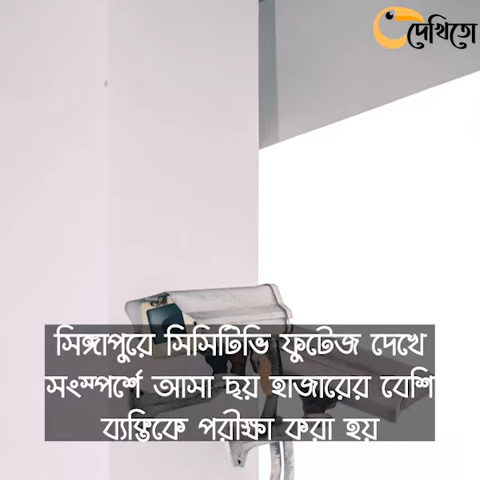 দেখিতো
সিঙ্গাপুরে সিসিটিভি ফুটেজ দেখে
সংস্পর্শে আসা ছয় হাজারের বেশি
ব্যক্তিকে পরীক্ষা করা হয়